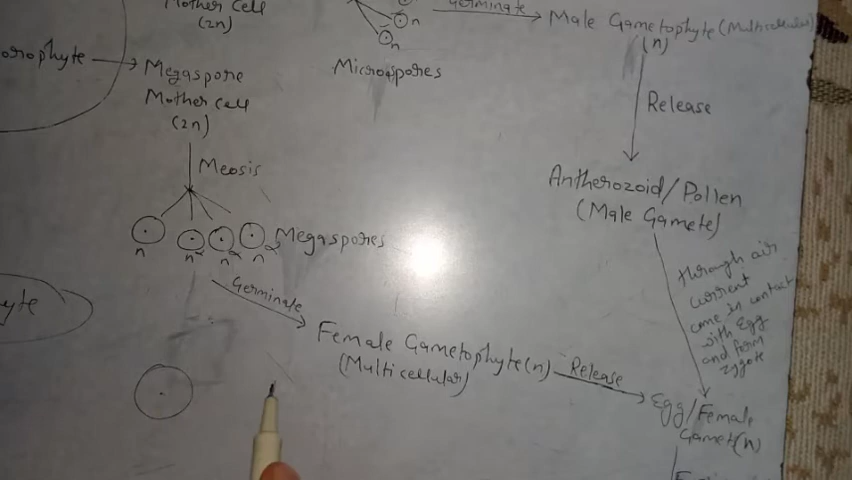 Mother Cell
(2n)
n
n
Microspores
Germinate
Male Gametophyte (Multicellular)
(n)
Release
Antherozoid/Pollen
(Male Gamete)
through air
current
come in contact
with Egg
and form
zygote
orophyte
Megaspore
Mother cell
(2n)
Meosis
n
n
n
n
Megaspores
Germinate
Female Gametophyte(n)
(Multicellular)
Release
Egg/Female
Gamet(n)
yte